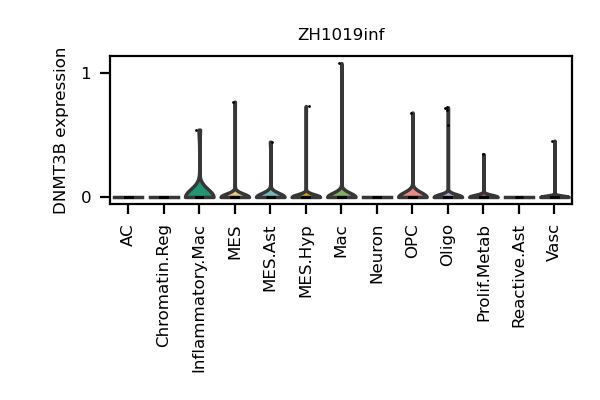 ZH1019inf
DNMT3B expression
1
0
AC
Chromatin.Reg
Inflammatory.Mac
MES
MES.Ast
MES.Hyp
Mac
Neuron
OPC
Oligo
Prolif.Metab
Reactive.Ast
Vasc